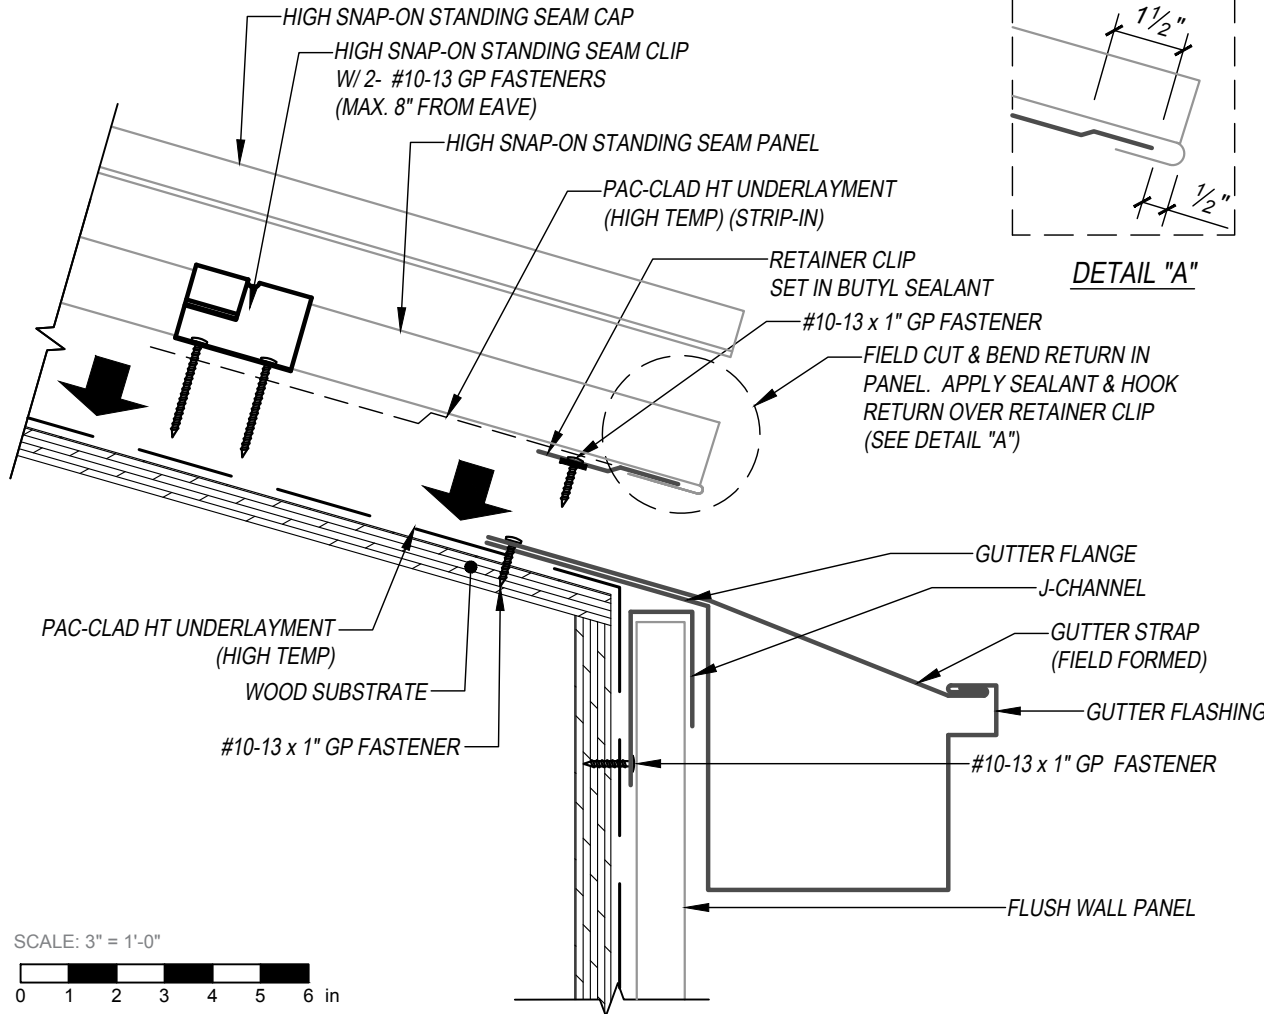 HIGH SNAP-ON STANDING SEAM CAP
HIGH SNAP-ON STANDING SEAM CLIP
W/ 2- #10-13 GP FASTENERS
(MAX. 8" FROM EAVE)
HIGH SNAP-ON STANDING SEAM PANEL
PAC-CLAD HT UNDERLAYMENT
(HIGH TEMP) (STRIP-IN)
RETAINER CLIP
SET IN BUTYL SEALANT
#10-13 x 1" GP FASTENER
FIELD CUT & BEND RETURN IN
PANEL. APPLY SEALANT & HOOK
RETURN OVER RETAINER CLIP
(SEE DETAIL "A")
1 1/2"
1/2"
DETAIL "A"
GUTTER FLANGE
J-CHANNEL
GUTTER STRAP
(FIELD FORMED)
GUTTER FLASHING
#10-13 x 1" GP FASTENER
FLUSH WALL PANEL
PAC-CLAD HT UNDERLAYMENT
(HIGH TEMP)
WOOD SUBSTRATE
#10-13 x 1" GP FASTENER
SCALE: 3" = 1'-0"
0 1 2 3 4 5 6 in